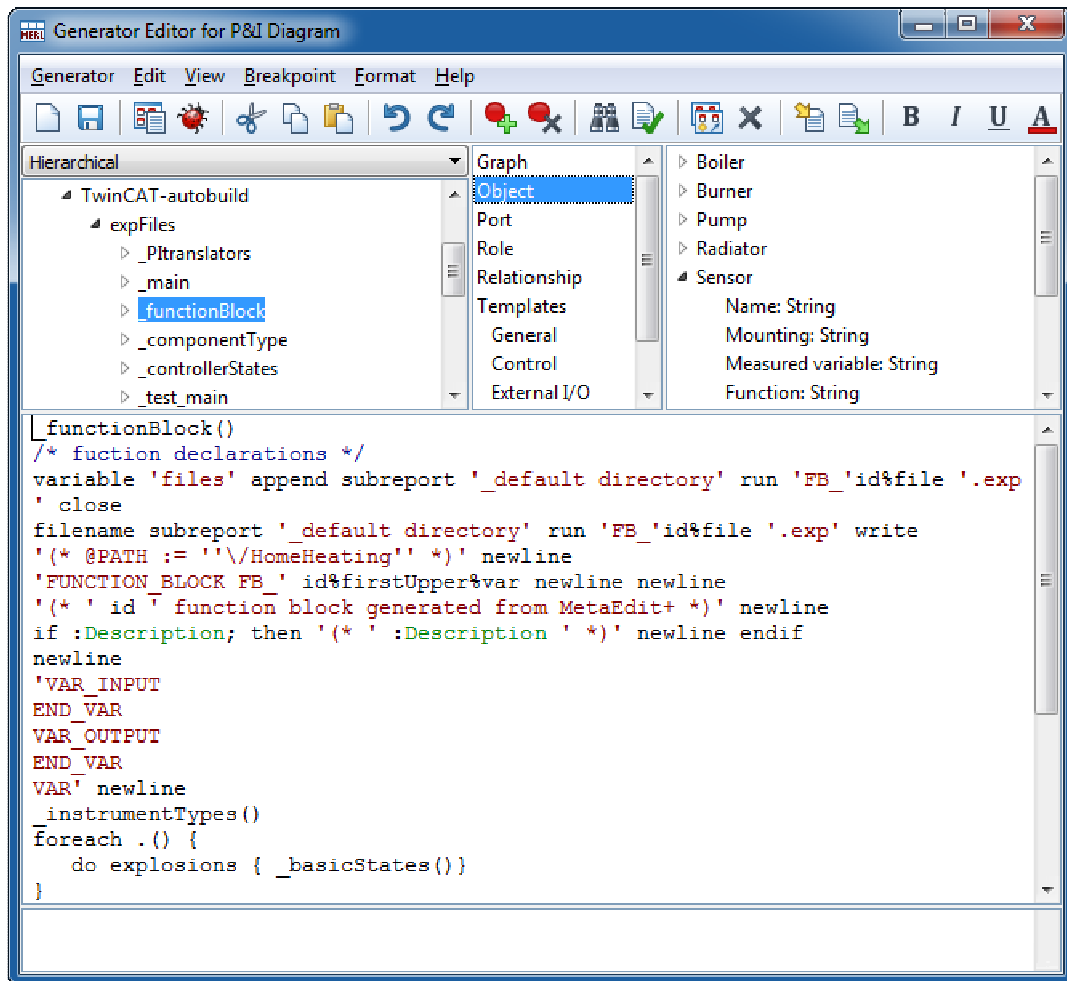 MERL Generator Editor for P&I Diagram
Generator Edit View Breakpoint Format Help
B I U A
Hierarchical
TwinCAT-autobuild
expFiles
_PItranslators
_main
_functionBlock
_componentType
_controllerStates
_test_main
Graph
Object
Port
Role
Relationship
Templates
General
Control
External I/O
Boiler
Burner
Pump
Radiator
Sensor
Name: String
Mounting: String
Measured variable: String
Function: String
_functionBlock()
/* fuction declarations */
variable 'files' append subreport '_default directory' run 'FB_'id%file '.exp
' close
filename subreport '_default directory' run 'FB_'id%file '.exp' write
'(* @PATH := ''\/HomeHeating'' *)' newline
'FUNCTION_BLOCK FB_' id%firstUpper%var newline newline
'(* ' id ' function block generated from MetaEdit+ *)' newline
if :Description; then '(* ' :Description ' *)' newline endif
newline
'VAR_INPUT
END_VAR
VAR_OUTPUT
END_VAR
VAR' newline
_instrumentTypes()
foreach .() {
do explosions { _basicStates()}
}